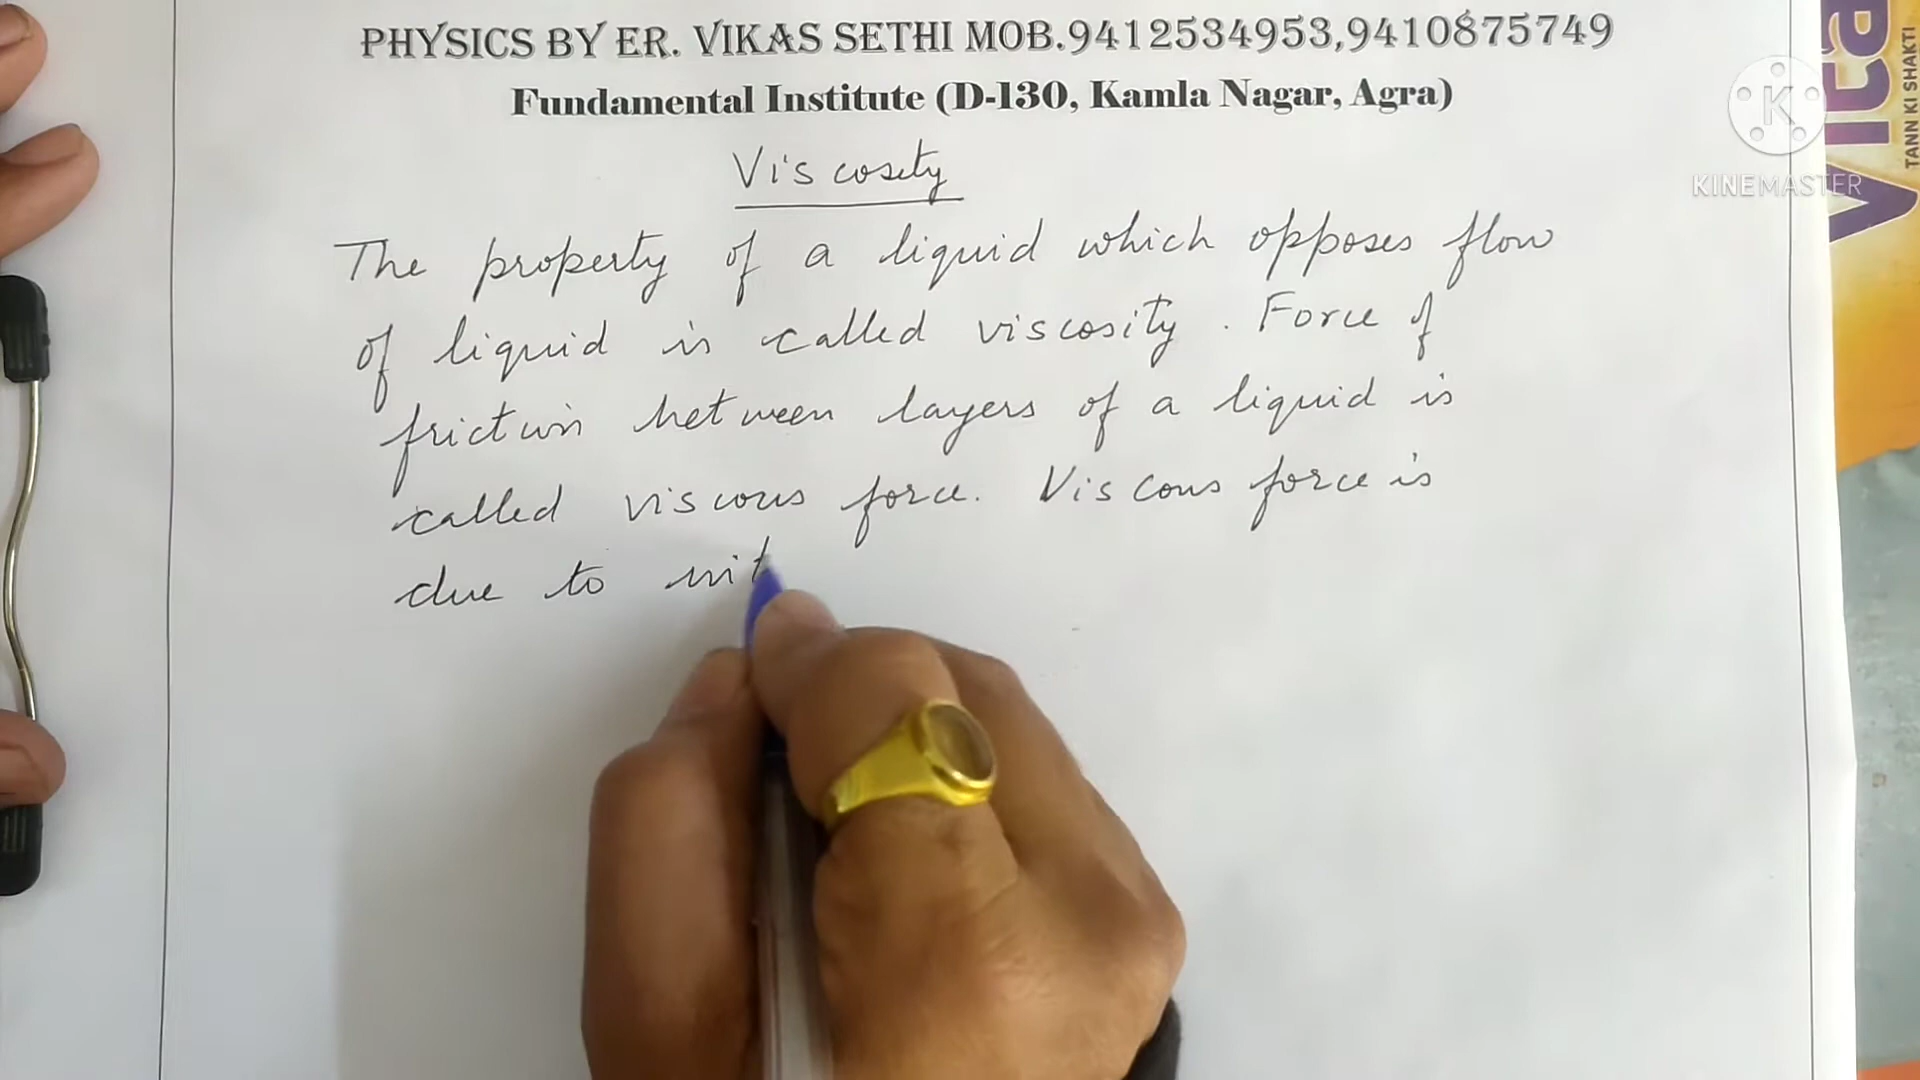 PHYSICS BY ER. VIKAS SETHI MOB.9412534953,9410875749
Fundamental Institute (D-130, Kamla Nagar, Agra)
Viscosity
The property of a liquid which opposes flow
of liquid is called viscosity. Force of
friction between layers of a liquid is
called viscous force. Viscous force is
due to int
KINEMASTER
Vita
TANN KI SHAKTI